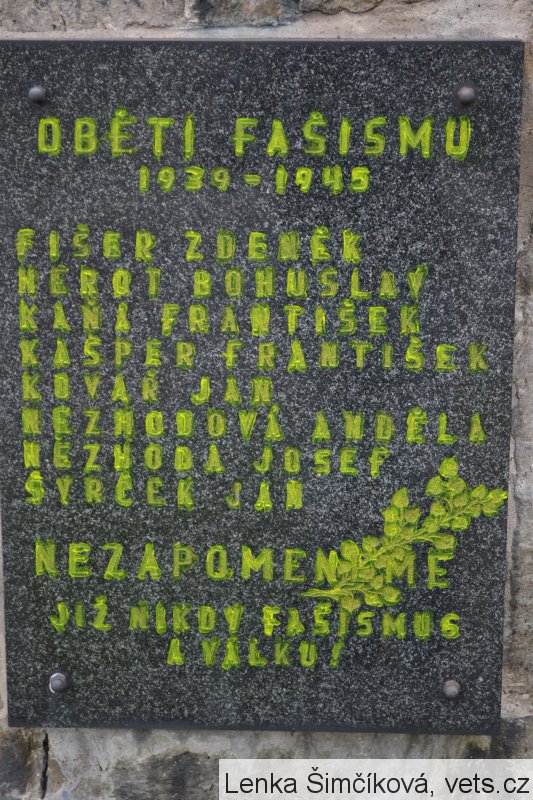 OBĚTI FAŠISMU
1939-1945
FIŠER ZDENĚK
HEROT BOHUSLAV
KAŇA FRANTIŠEK
KAŠPER FRANTIŠEK
KOVAŘ JAN
NEZHODOVÁ ANDĚLA
NEZHODA JOSEF
ŠYRČEK JAN
NEZAPOMENEME
JIŽ NIKDY FAŠISMUS
A VÁLKU!
Lenka Šimčíková, vets.cz